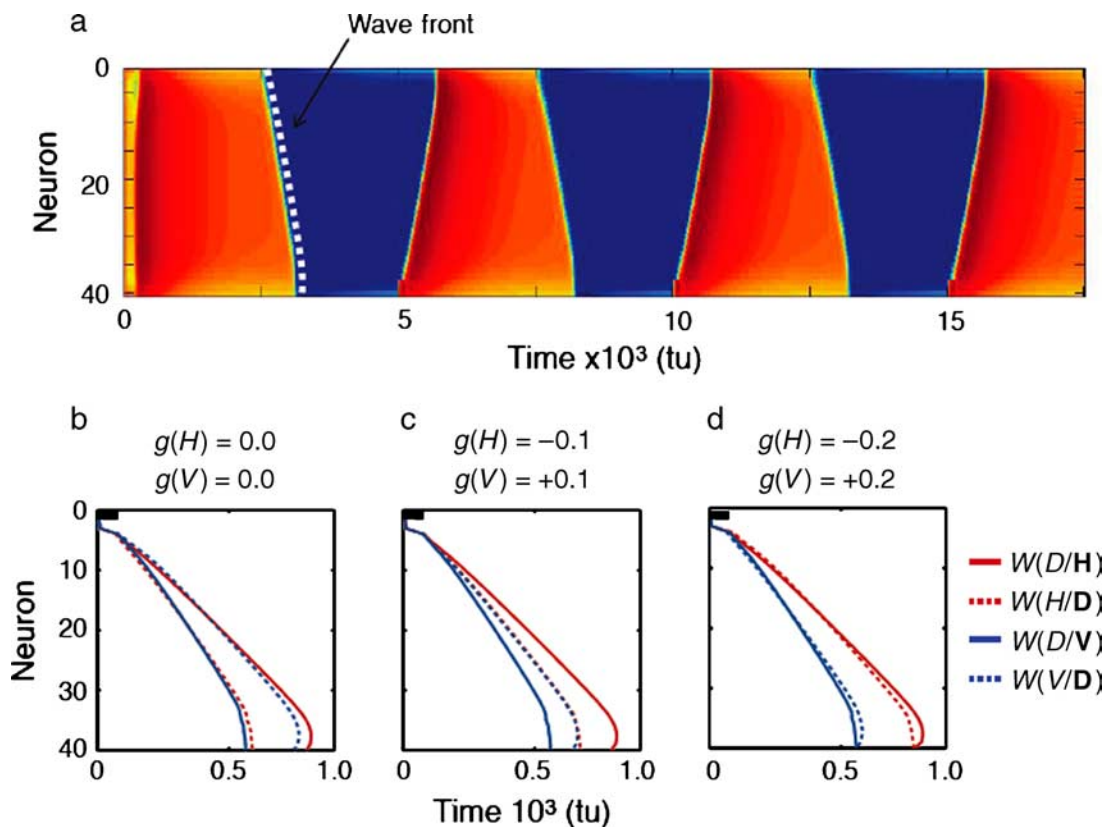 a
Wave front
0
20
40
Neuron
0 5 10 15
Time x10³ (tu)
b
g(H) = 0.0
g(V) = 0.0
c
g(H) = −0.1
g(V) = +0.1
d
g(H) = −0.2
g(V) = +0.2
0
10
20
30
40
Neuron
0 0.5 1.0
0 0.5 1.0
0 0.5 1.0
Time 10³ (tu)
W(D/H)
W(H/D)
W(D/V)
W(V/D)